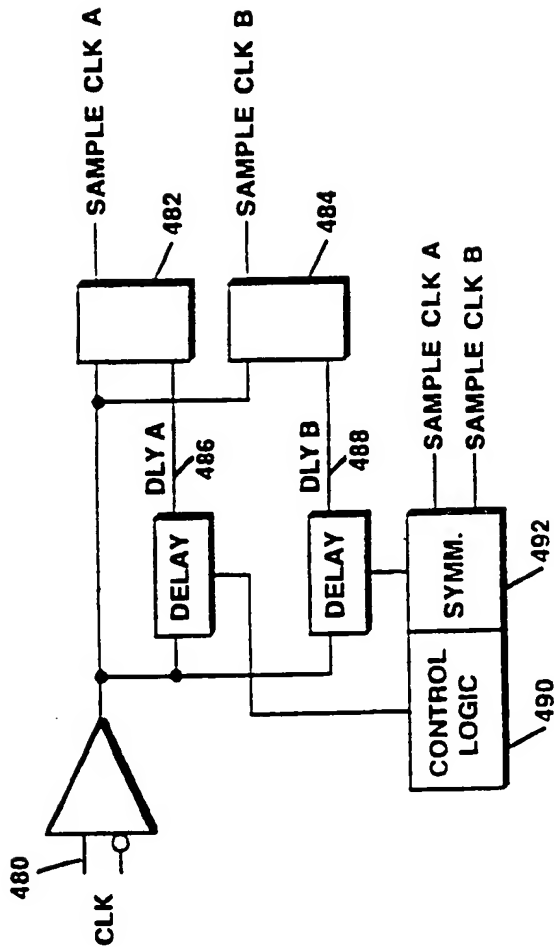 CLK
480
SAMPLE CLK A
482
DLY A
486
DELAY
SAMPLE CLK B
484
DLY B
488
DELAY
CONTROL
LOGIC
SYMM.
SAMPLE CLK A
SAMPLE CLK B
490
492